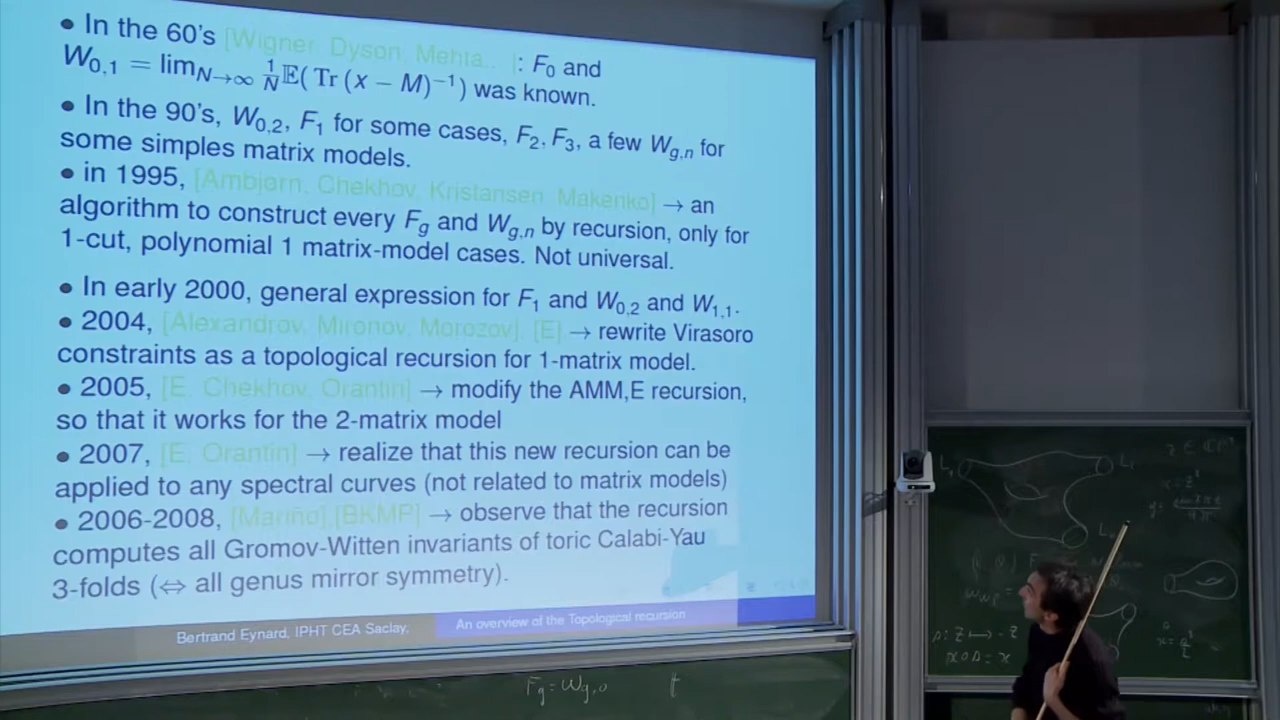 • In the 60's [Wigner, Dyson, Mehta... ]: F₀ and
W₀,₁ = lim_{N→∞} 1/N 𝔼( Tr (x − M)⁻¹) was known.
• In the 90's, W₀,₂, F₁ for some cases, F₂, F₃, a few W_{g,n} for
some simples matrix models.
• in 1995, [Ambjørn, Chekhov, Kristansen, Makenko] → an
algorithm to construct every F_g and W_{g,n} by recursion, only for
1-cut, polynomial 1 matrix-model cases. Not universal.
• In early 2000, general expression for F₁ and W₀,₂ and W₁,₁.
• 2004, [Alexandrov, Mironov, Morozov], [E] → rewrite Virasoro
constraints as a topological recursion for 1-matrix model.
• 2005, [E. Chekhov, Orantin] → modify the AMM,E recursion,
so that it works for the 2-matrix model
• 2007, [E. Orantin] → realize that this new recursion can be
applied to any spectral curves (not related to matrix models)
• 2006-2008, [Mariño],[BKMP] → observe that the recursion
computes all Gromov-Witten invariants of toric Calabi-Yau
3-folds (⇔ all genus mirror symmetry).
Bertrand Eynard, IPHT CEA Saclay, An overview of the Topological recursion
F_g = W_{g,0} t
L₁ L₁
ρ: z ⟼ -z
x∘ρ = x